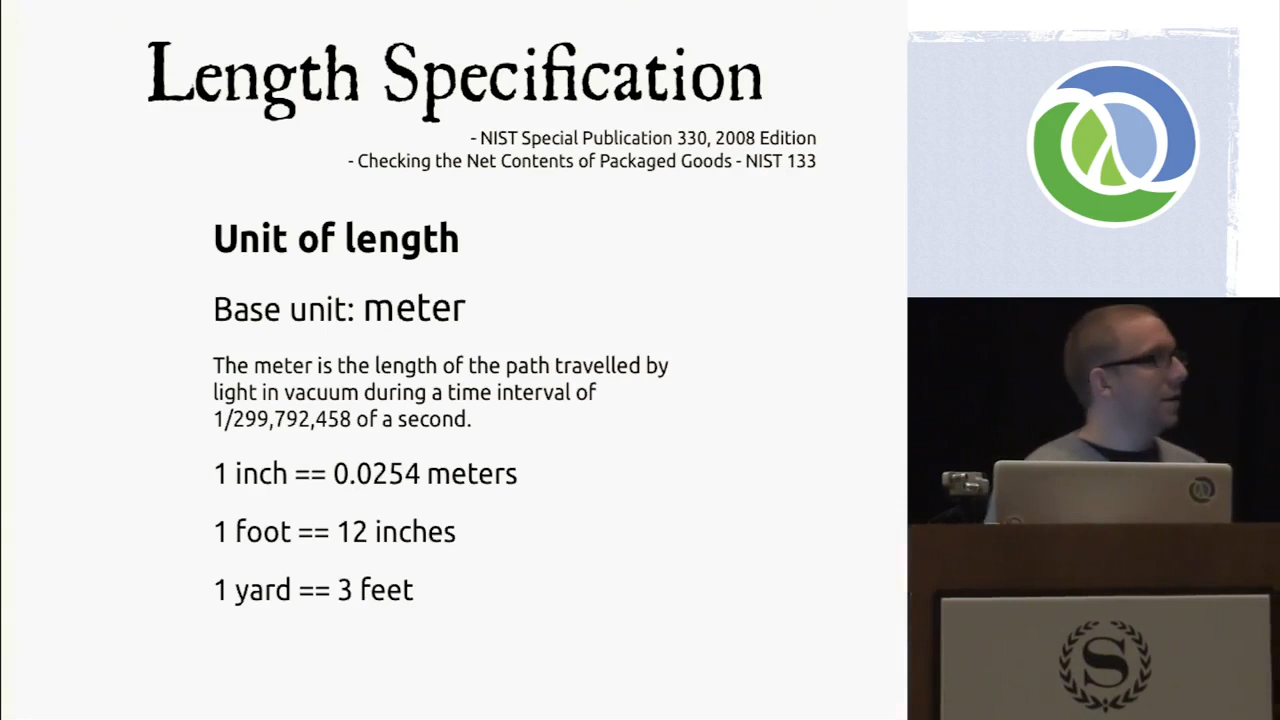 Length Specification
- NIST Special Publication 330, 2008 Edition
- Checking the Net Contents of Packaged Goods - NIST 133
Unit of length
Base unit: meter
The meter is the length of the path travelled by
light in vacuum during a time interval of
1/299,792,458 of a second.
1 inch == 0.0254 meters
1 foot == 12 inches
1 yard == 3 feet
S